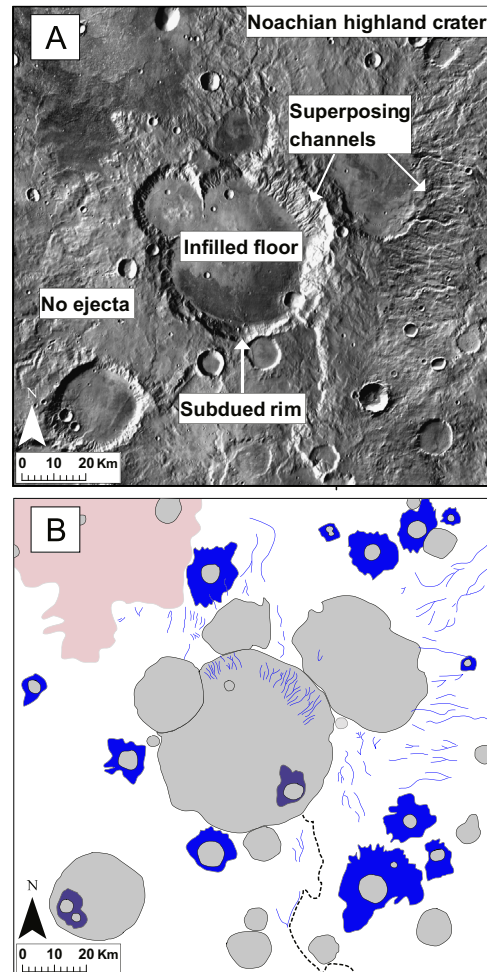 A
Noachian highland crater
Superposing
channels
Infilled floor
No ejecta
Subdued rim
N
0 10 20 Km
B
N
0 10 20 Km